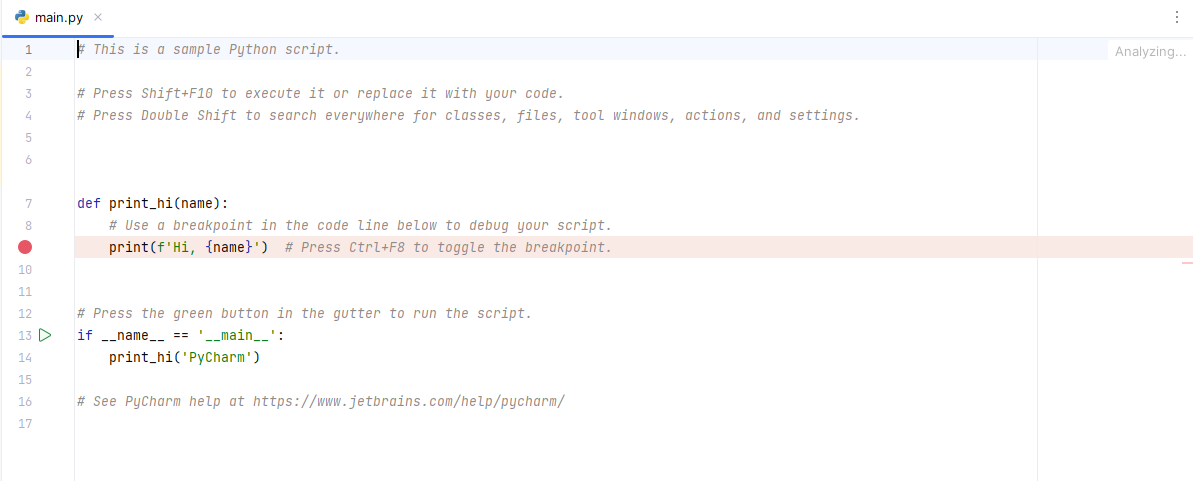 main.py
Analyzing...
1 # This is a sample Python script.
2
3 # Press Shift+F10 to execute it or replace it with your code.
4 # Press Double Shift to search everywhere for classes, files, tool windows, actions, and settings.
5
6
7 def print_hi(name):
8     # Use a breakpoint in the code line below to debug your script.
    print(f'Hi, {name}')  # Press Ctrl+F8 to toggle the breakpoint.
10
11
12 # Press the green button in the gutter to run the script.
13 if __name__ == '__main__':
14     print_hi('PyCharm')
15
16 # See PyCharm help at https://www.jetbrains.com/help/pycharm/
17